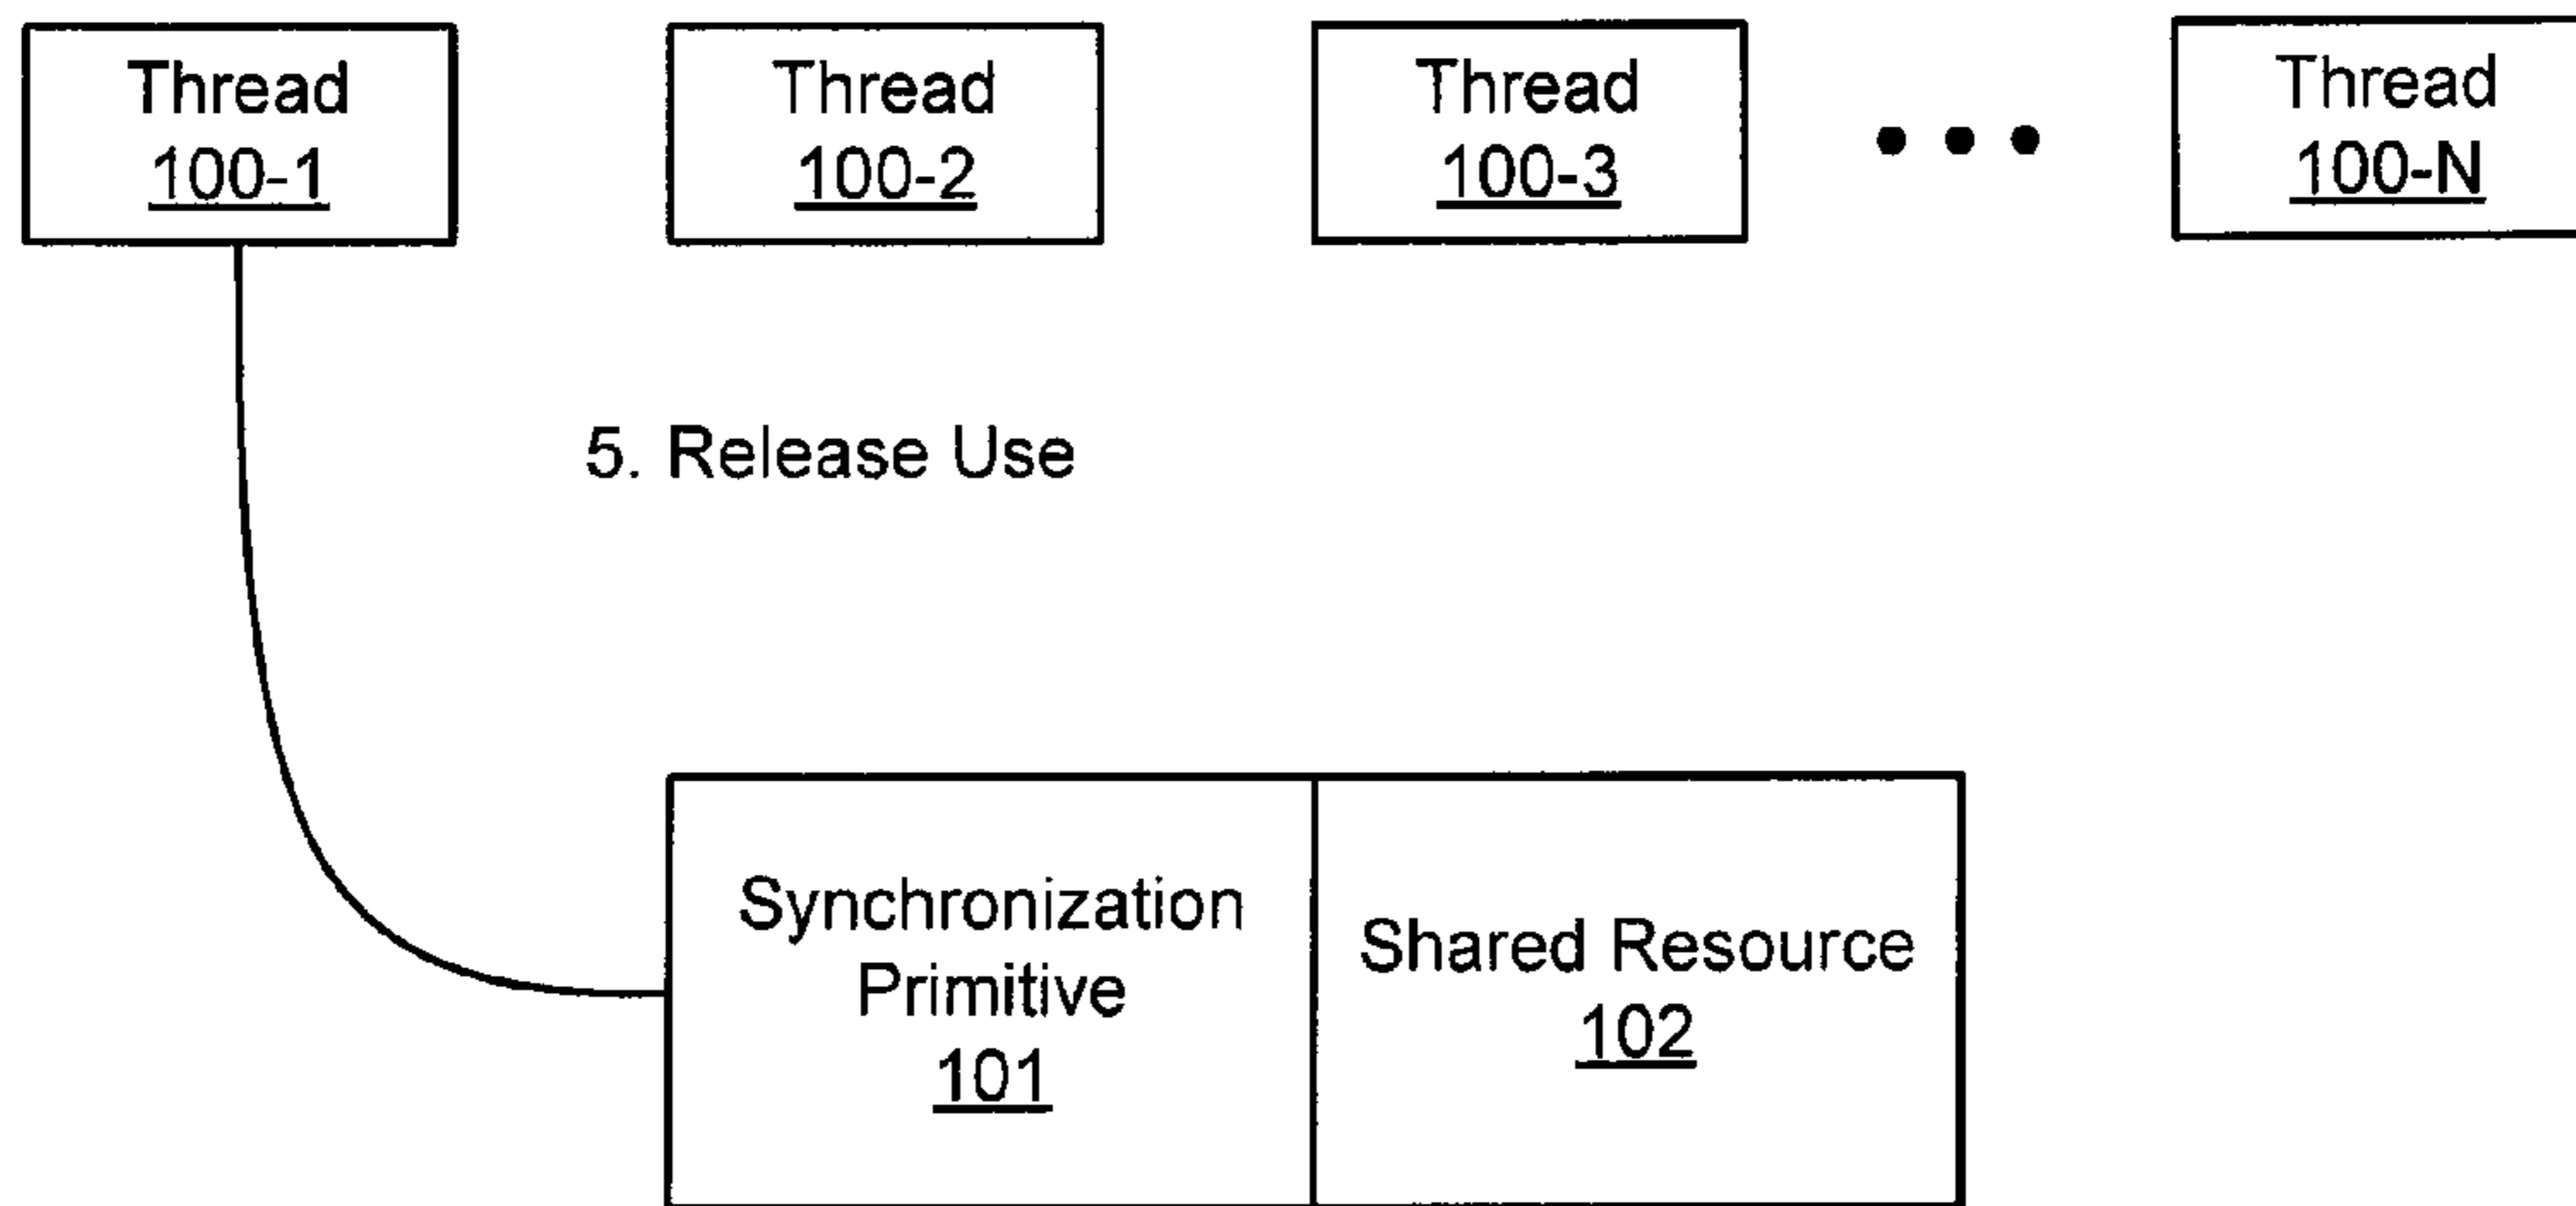 Thread
100-1
Thread
100-2
Thread
100-3
Thread
100-N
5. Release Use
Synchronization
Primitive
101
Shared Resource
102